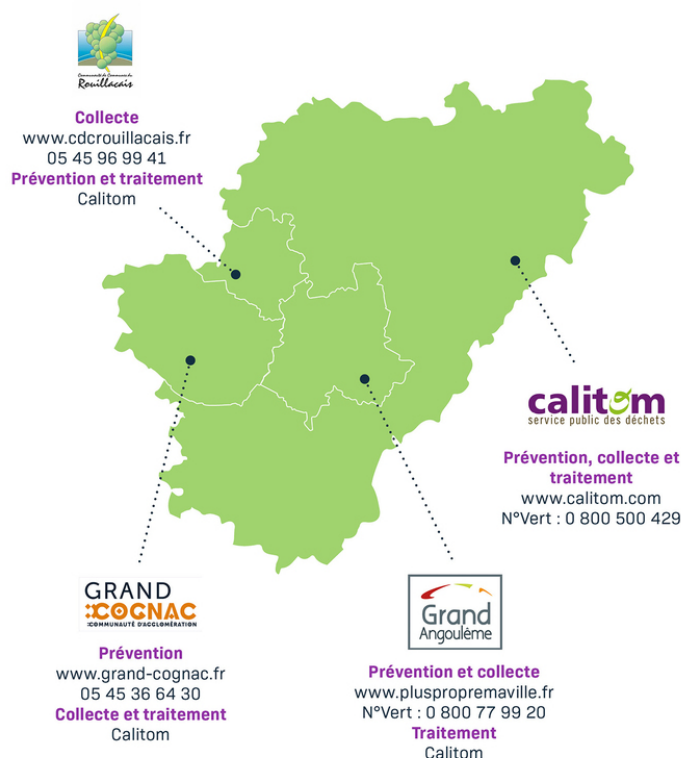 Communauté de Communes du
Rouillacais
Collecte
www.cdcrouillacais.fr
05 45 96 99 41
Prévention et traitement
Calitom
calitom
service public des déchets
Prévention, collecte et
traitement
www.calitom.com
N°Vert : 0 800 500 429
GRAND
COGNAC
COMMUNAUTÉ D'AGGLOMÉRATION
Prévention
www.grand-cognac.fr
05 45 36 64 30
Collecte et traitement
Calitom
Grand
Angoulême
Prévention et collecte
www.pluspropremaville.fr
N°Vert : 0 800 77 99 20
Traitement
Calitom